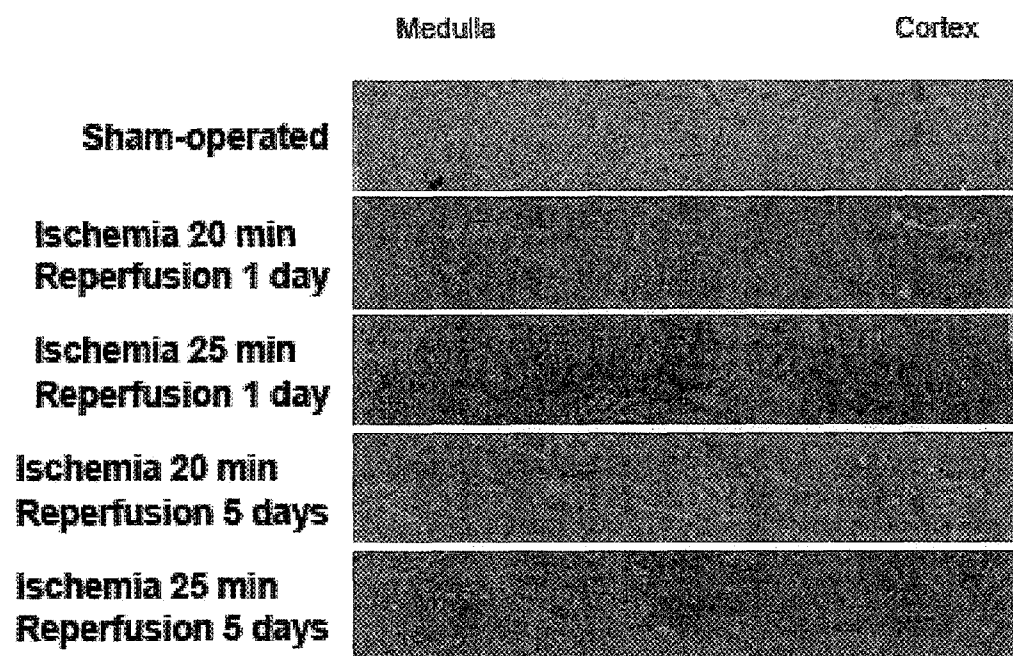 Medulla Cortex
Sham-operated
Ischemia 20 min
Reperfusion 1 day
Ischemia 25 min
Reperfusion 1 day
Ischemia 20 min
Reperfusion 5 days
Ischemia 25 min
Reperfusion 5 days